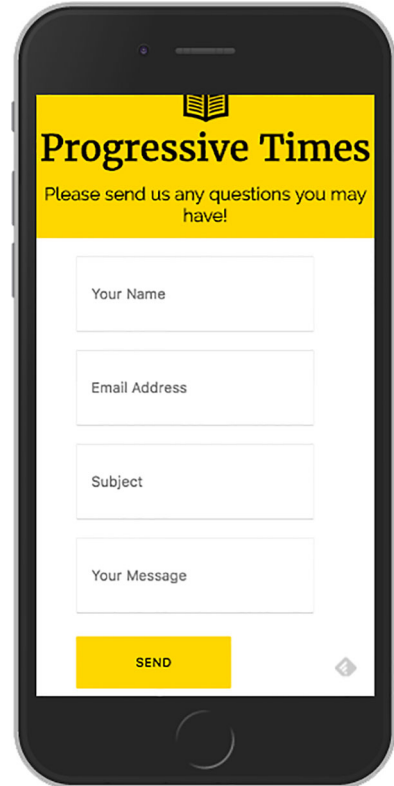 Progressive Times
Please send us any questions you may
have!
Your Name
Email Address
Subject
Your Message
SEND